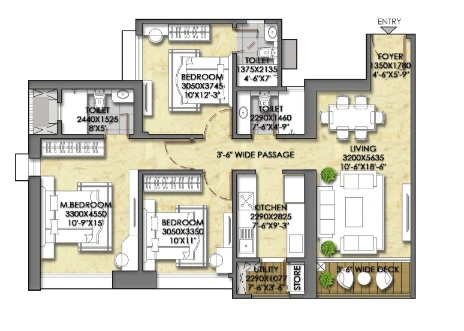 ENTRY
FOYER
1350X1780
4'-6"X5'-9"
TOILET
1375X2135
4'-6"X7'
BEDROOM
3050X3745
10'X12'-3"
TOILET
2440X1525
8'X5'
TOILET
2290X1460
7'-6"X4'-9"
LIVING
3200X5635
10'-6"X18'-6"
3'-6" WIDE PASSAGE
M.BEDROOM
3300X4550
10'-9"X15'
BEDROOM
3050X3350
10'X11'
KITCHEN
2290X2825
7'-6"X9'-3"
UTILITY
2290X1077
7'-6"X3'-6"
STORE
3'-6" WIDE DECK